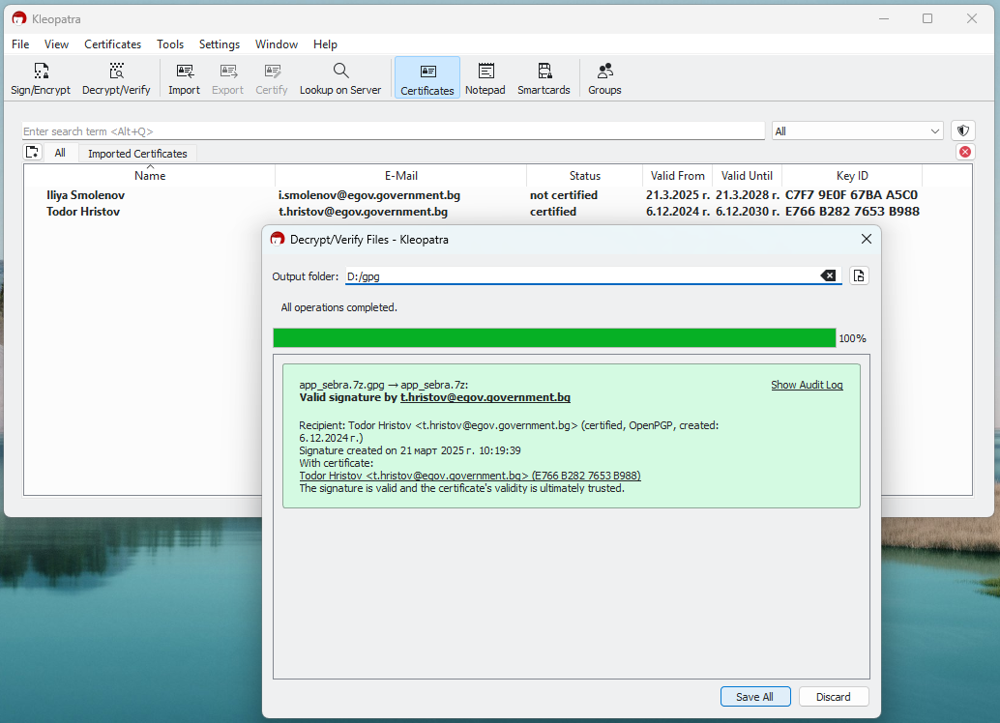 Kleopatra
File View Certificates Tools Settings Window Help
Sign/Encrypt Decrypt/Verify Import Export Certify Lookup on Server Certificates Notepad Smartcards Groups
Enter search term <Alt+Q> All
All Imported Certificates
Name E-Mail Status Valid From Valid Until Key ID
Iliya Smolenov i.smolenov@egov.government.bg not certified 21.3.2025 г. 21.3.2028 г. C7F7 9E0F 67BA A5C0
Todor Hristov t.hristov@egov.government.bg certified 6.12.2024 г. 6.12.2030 г. E766 B282 7653 B988
Decrypt/Verify Files - Kleopatra
Output folder: D:/gpg
All operations completed.
100%
app_sebra.7z.gpg → app_sebra.7z: Show Audit Log
Valid signature by t.hristov@egov.government.bg
Recipient: Todor Hristov <t.hristov@egov.government.bg> (certified, OpenPGP, created:
6.12.2024 г.)
Signature created on 21 март 2025 г. 10:19:39
With certificate:
Todor Hristov <t.hristov@egov.government.bg> (E766 B282 7653 B988)
The signature is valid and the certificate's validity is ultimately trusted.
Save All Discard